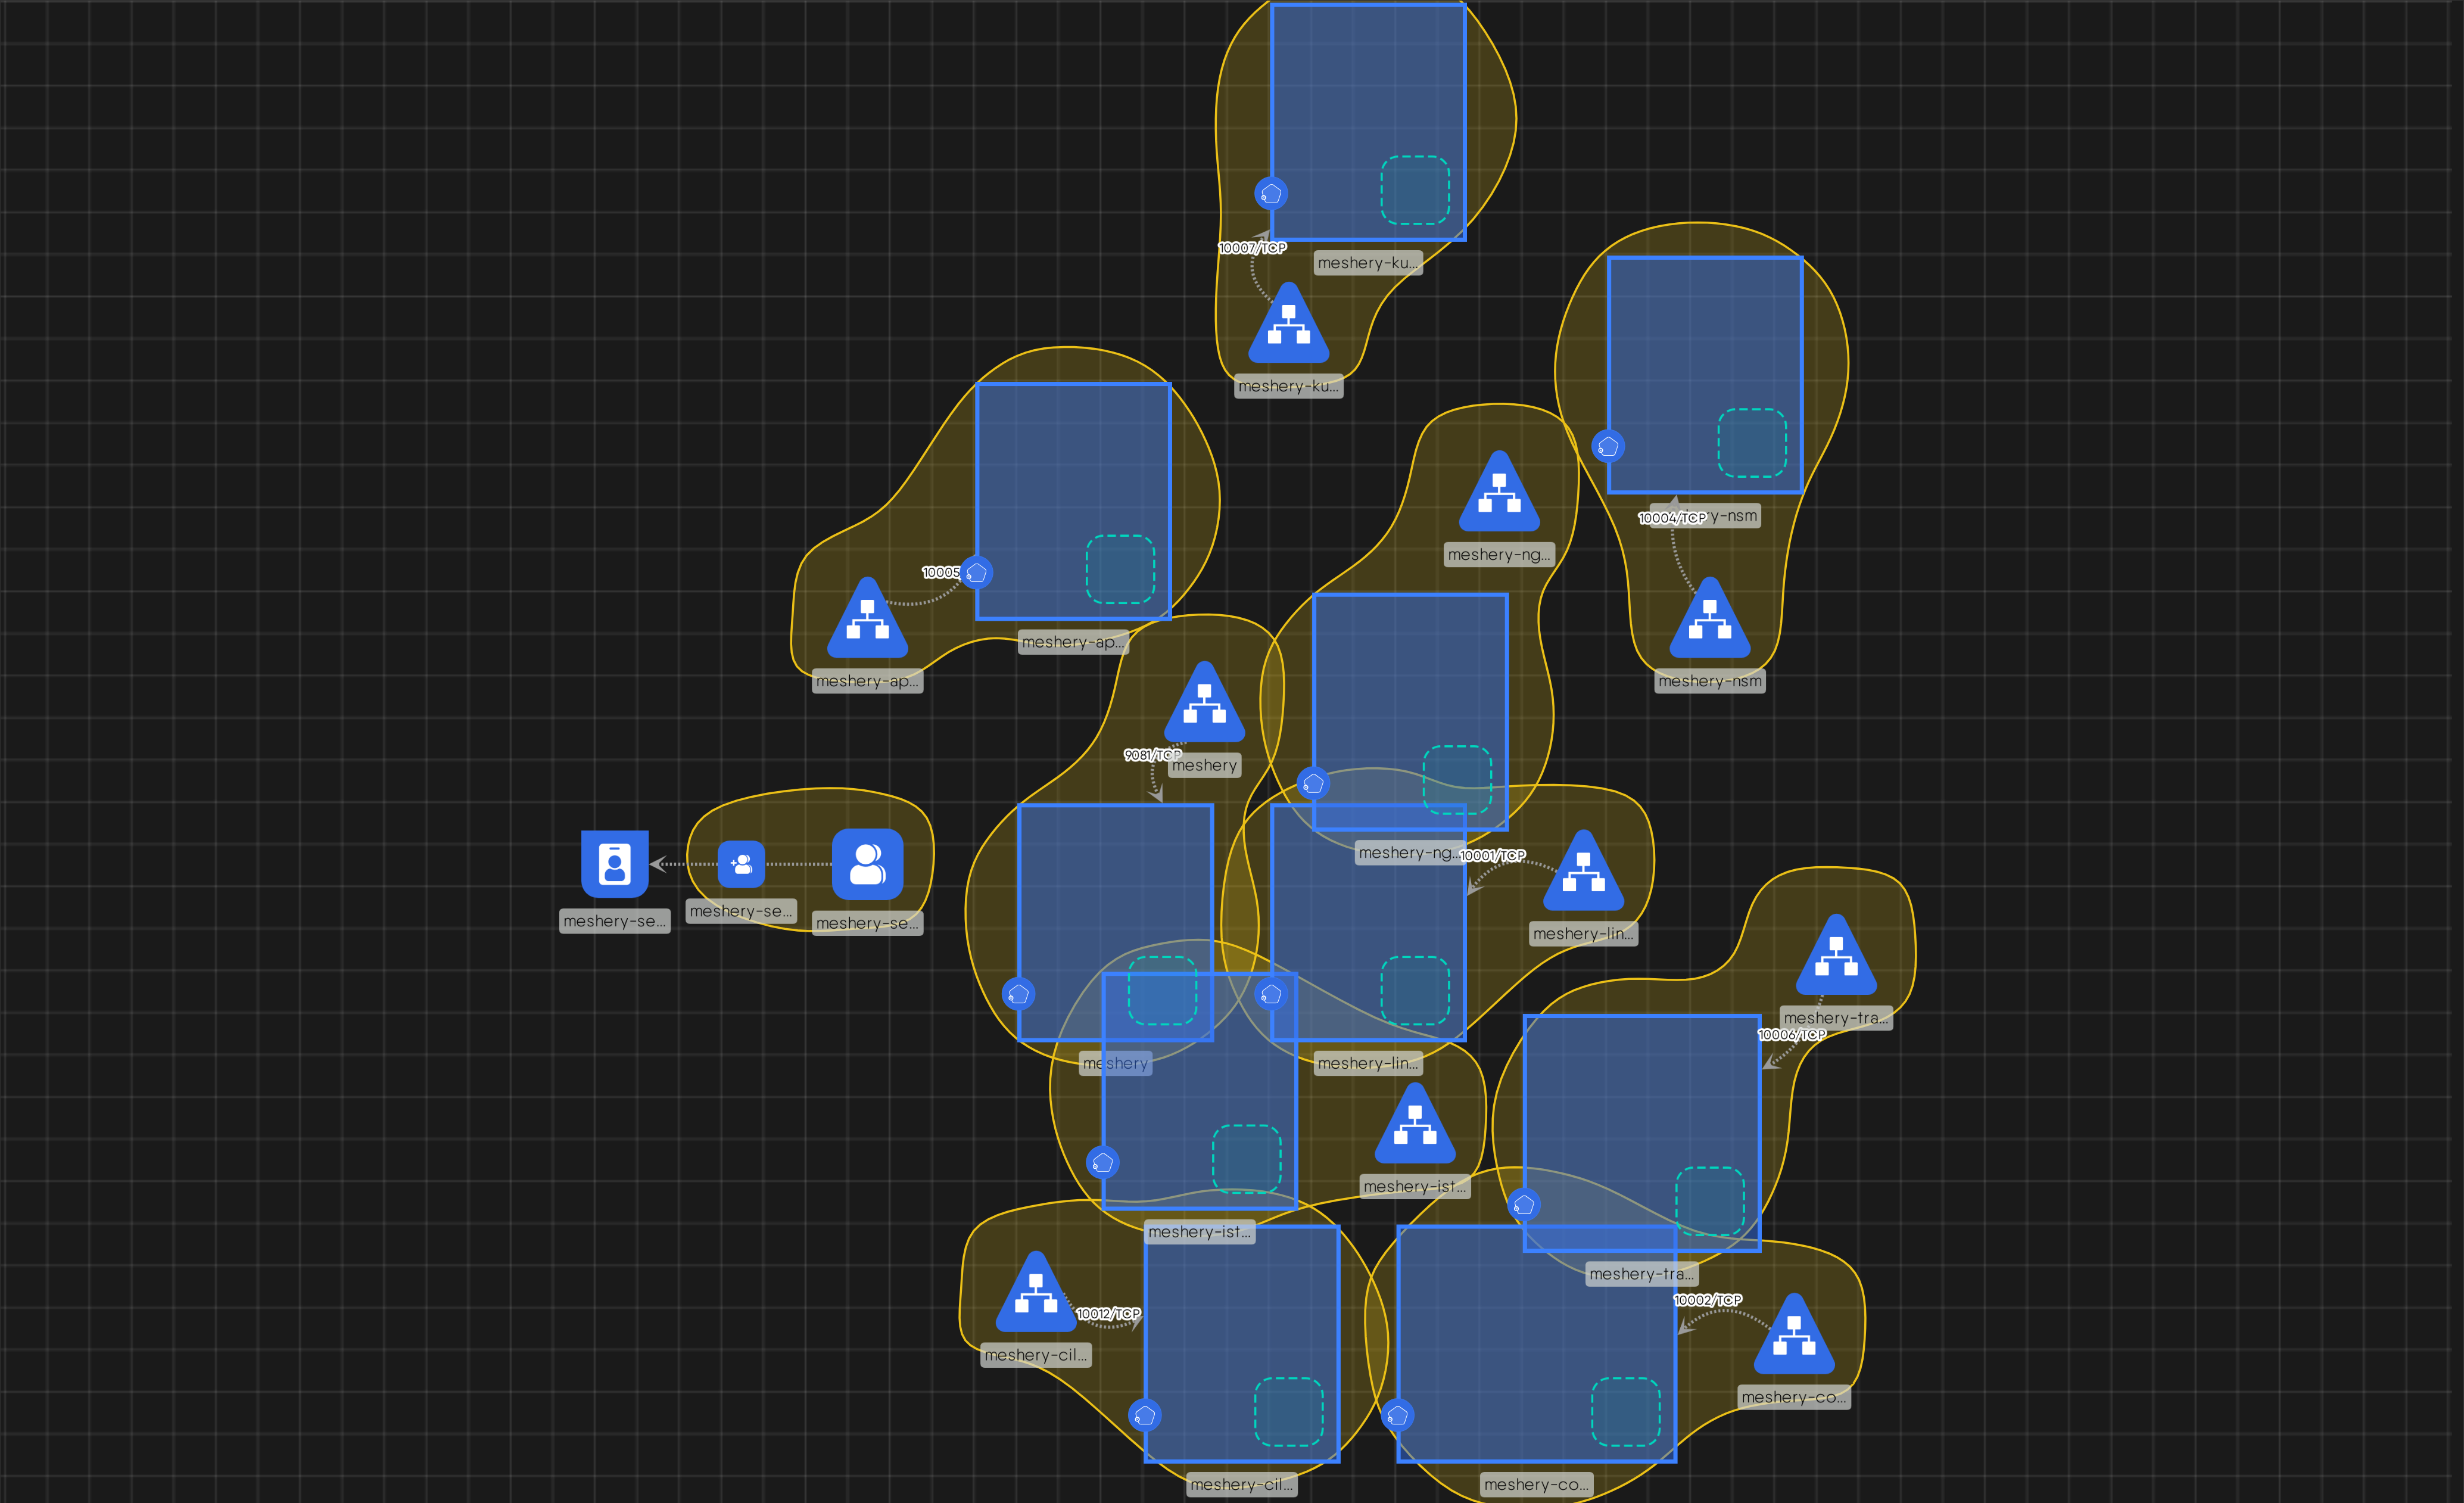 10007/TCP
meshery-ku...
meshery-ku...
10004/TCP
y-nsm
meshery-nsm
meshery-ng...
10005
meshery-ap...
meshery-ap...
9081/TCP
meshery
meshery-ng...
10001/TCP
meshery-se...
meshery-se...
meshery-se...
meshery-lin...
meshery-tra...
10006/TCP
meshery
meshery-lin...
meshery-ist...
meshery-ist...
meshery-tra...
10012/TCP
10002/TCP
meshery-cil...
meshery-co...
meshery-cil...
meshery-co...